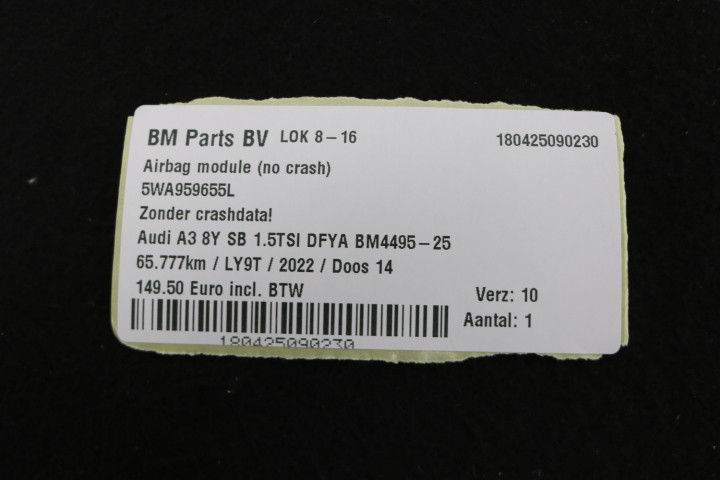 BM Parts BV LOK 8-16 180425090230
Airbag module (no crash)
5WA959655L
Zonder crashdata!
Audi A3 8Y SB 1.5TSI DFYA BM4495-25
65.777km / LY9T / 2022 / Doos 14
149.50 Euro incl. BTW Verz: 10
Aantal: 1
180425090230